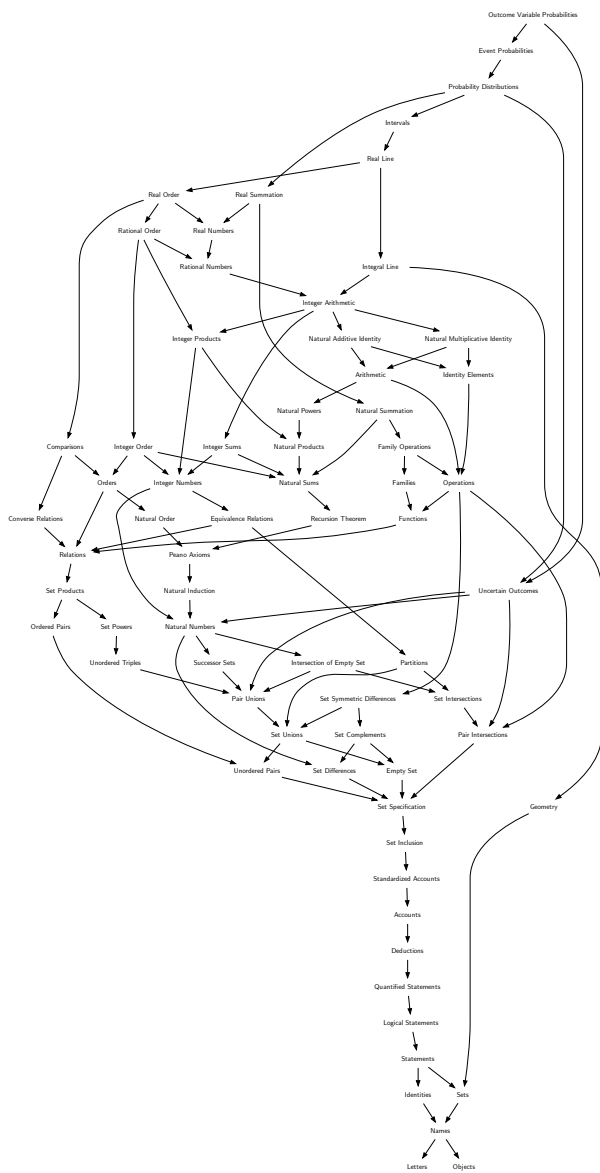 Outcome Variable Probabilities
Event Probabilities
Probability Distributions
Intervals
Real Line
Real Order
Real Summation
Rational Order
Real Numbers
Rational Numbers
Integral Line
Integer Arithmetic
Integer Products
Natural Additive Identity
Natural Multiplicative Identity
Arithmetic
Identity Elements
Natural Powers
Natural Summation
Comparisons
Integer Order
Integer Sums
Natural Products
Family Operations
Orders
Integer Numbers
Natural Sums
Families
Operations
Converse Relations
Natural Order
Equivalence Relations
Recursion Theorem
Functions
Relations
Peano Axioms
Set Products
Natural Induction
Uncertain Outcomes
Ordered Pairs
Set Powers
Natural Numbers
Unordered Triples
Successor Sets
Intersection of Empty Set
Partitions
Pair Unions
Set Symmetric Differences
Set Intersections
Set Unions
Set Complements
Pair Intersections
Unordered Pairs
Set Differences
Empty Set
Set Specification
Geometry
Set Inclusion
Standardized Accounts
Accounts
Deductions
Quantified Statements
Logical Statements
Statements
Identities
Sets
Names
Letters
Objects